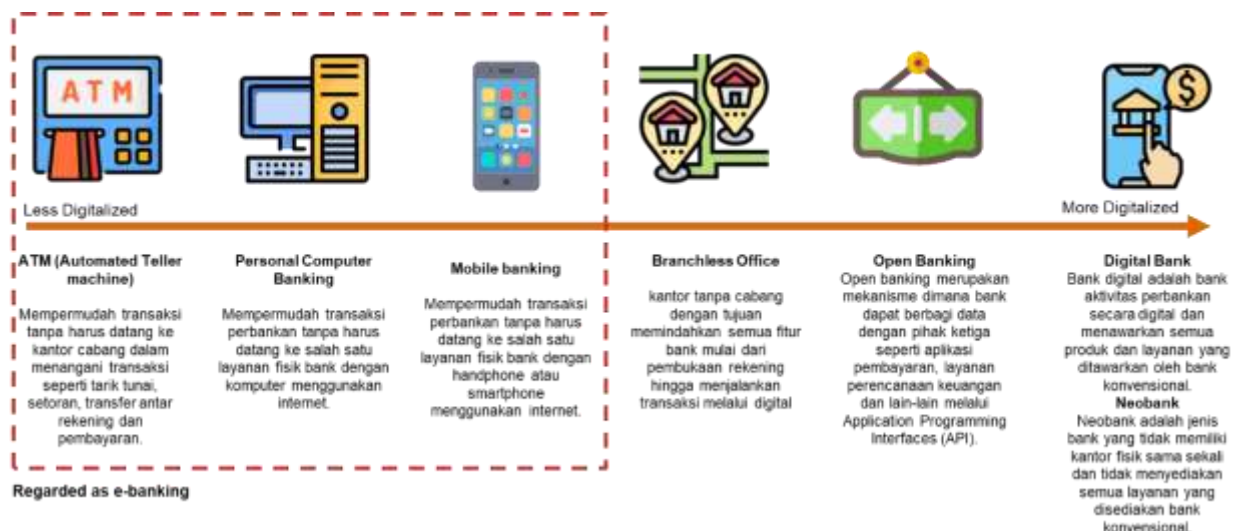 ATM
Less Digitalized
More Digitalized
ATM (Automated Teller
machine)
Mempermudah transaksi
tanpa harus datang ke
kantor cabang dalam
menangani transaksi
seperti tarik tunai,
setoran, transfer antar
rekening dan
pembayaran.
Personal Computer
Banking
Mempermudah transaksi
perbankan tanpa harus
datang ke salah satu
layanan fisik bank dengan
komputer menggunakan
internet.
Mobile banking
Mempermudah transaksi
perbankan tanpa harus
datang ke salah satu
layanan fisik bank dengan
handphone atau
smartphone
menggunakan internet.
Branchless Office
kantor tanpa cabang
dengan tujuan
memindahkan semua fitur
bank mulai dari
pembukaan rekening
hingga menjalankan
transaksi melalui digital
Open Banking
Open banking merupakan
mekanisme dimana bank
dapat berbagi data
dengan pihak ketiga
seperti aplikasi
pembayaran, layanan
perencanaan keuangan
dan lain-lain melalui
Application Programming
Interfaces (API).
Digital Bank
Bank digital adalah bank
aktivitas perbankan
secara digital dan
menawarkan semua
produk dan layanan yang
ditawarkan oleh bank
konvensional.
Neobank
Neobank adalah jenis
bank yang tidak memiliki
kantor fisik sama sekali
dan tidak menyediakan
semua layanan yang
disediakan bank
konvensional.
Regarded as e-banking